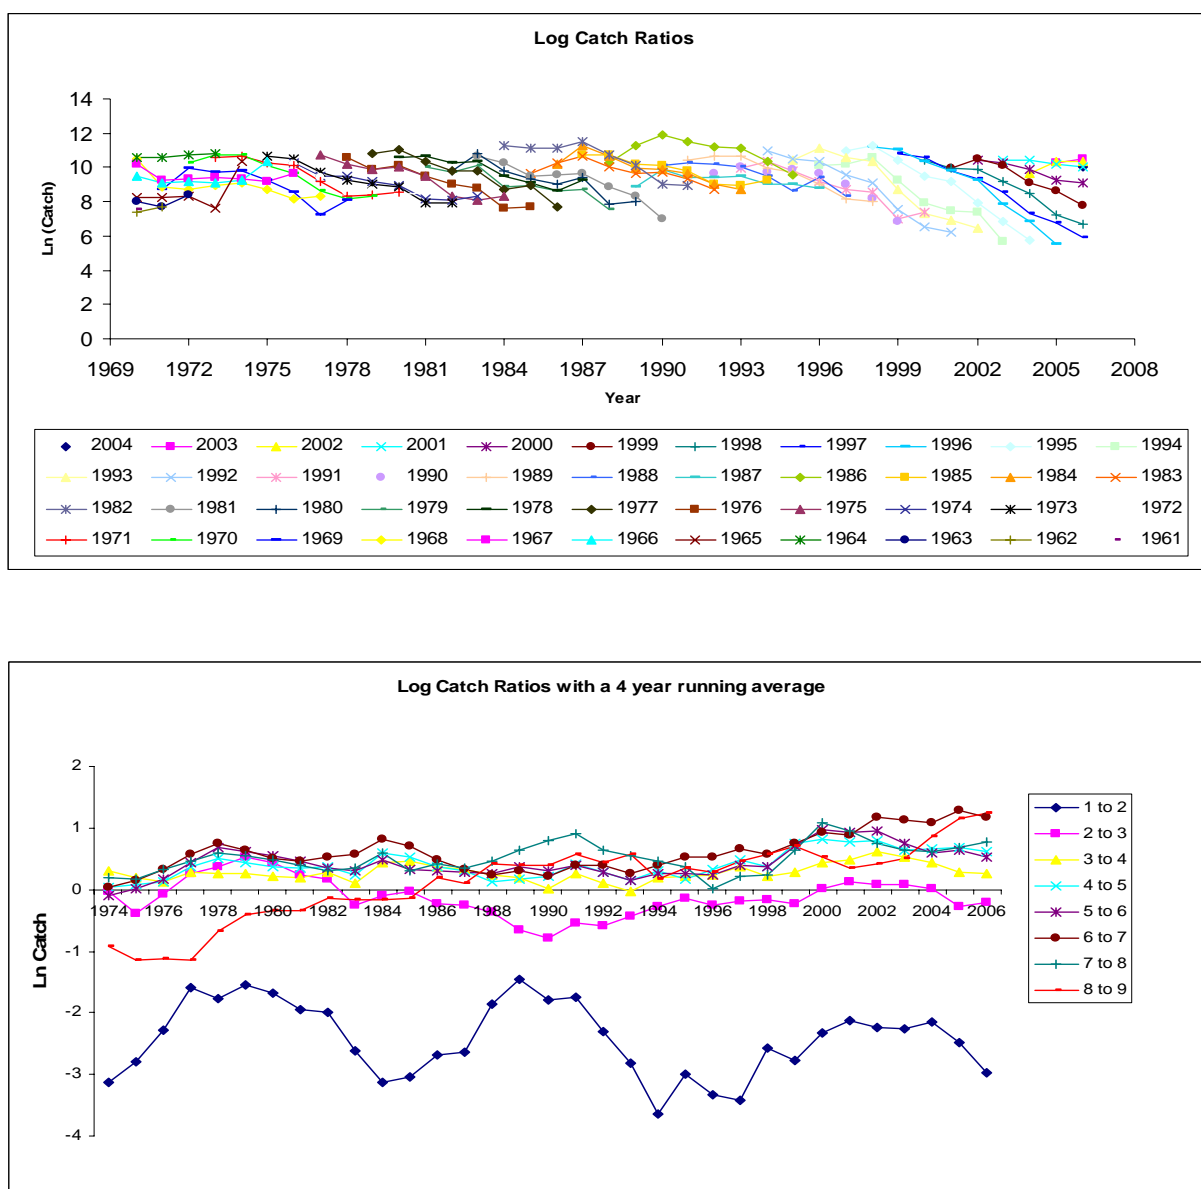 Log Catch Ratios
Ln (Catch)
14
12
10
8
6
4
2
0
1969 1972 1975 1978 1981 1984 1987 1990 1993 1996 1999 2002 2005 2008
Year
2004 2003 2002 2001 2000 1999 1998 1997 1996 1995 1994
1993 1992 1991 1990 1989 1988 1987 1986 1985 1984 1983
1982 1981 1980 1979 1978 1977 1976 1975 1974 1973 1972
1971 1970 1969 1968 1967 1966 1965 1964 1963 1962 1961
Log Catch Ratios with a 4 year running average
Ln Catch
2
1
0
-1
-2
-3
-4
1974 1976 1978 1980 1982 1984 1986 1988 1990 1992 1994 1996 1998 2000 2002 2004 2006
1 to 2
2 to 3
3 to 4
4 to 5
5 to 6
6 to 7
7 to 8
8 to 9